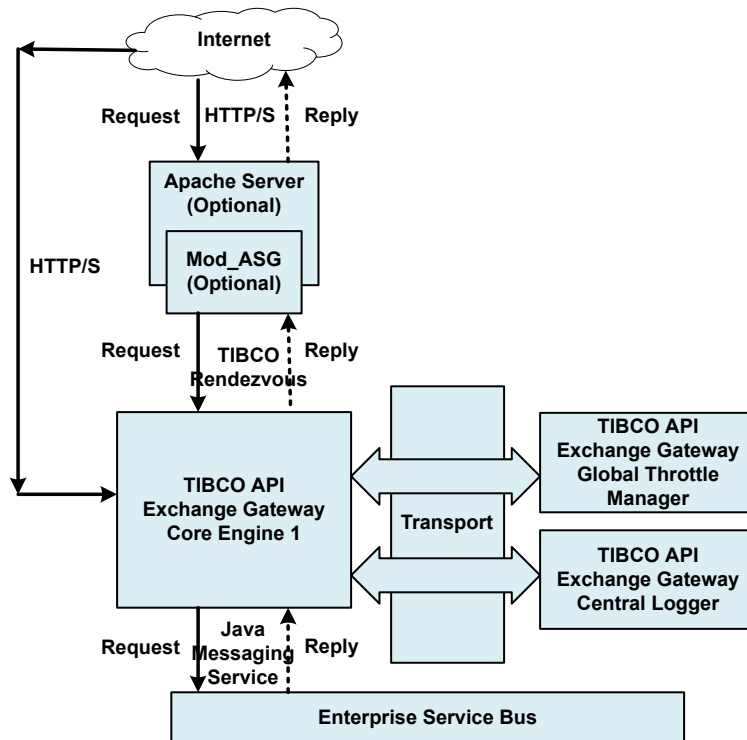 Internet
Request
HTTP/S
Reply
Apache Server
(Optional)
Mod_ASG
(Optional)
HTTP/S
Request
TIBCO
Rendezvous
Reply
TIBCO API
Exchange Gateway
Core Engine 1
Transport
TIBCO API
Exchange Gateway
Global Throttle
Manager
TIBCO API
Exchange Gateway
Central Logger
Request
Java
Messaging
Service
Reply
Enterprise Service Bus